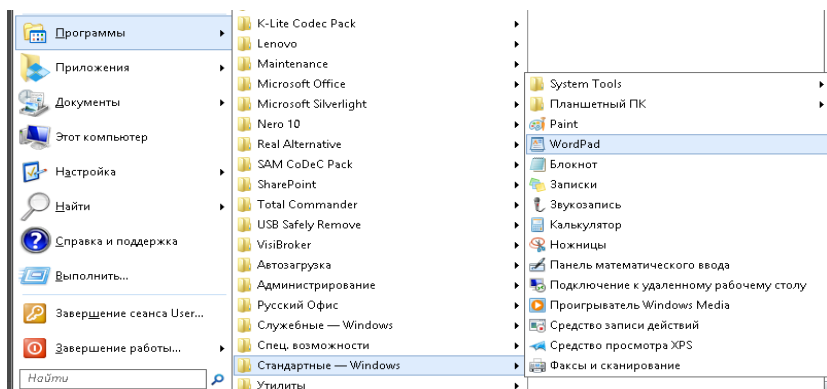 Программы
Приложения
Документы
Этот компьютер
Настройка
Найти
Справка и поддержка
Выполнить...
Завершение сеанса User...
Завершение работы...
Найти
K-Lite Codec Pack
Lenovo
Maintenance
Microsoft Office
Microsoft Silverlight
Nero 10
Real Alternative
SAM CoDeC Pack
SharePoint
Total Commander
USB Safely Remove
VisiBroker
Автозагрузка
Администрирование
Русский Офис
Служебные — Windows
Спец. возможности
Стандартные — Windows
Утилиты
System Tools
Планшетный ПК
Paint
WordPad
Блокнот
Записки
Звукозапись
Калькулятор
Ножницы
Панель математического ввода
Подключение к удаленному рабочему столу
Проигрыватель Windows Media
Средство записи действий
Средство просмотра XPS
Факсы и сканирование